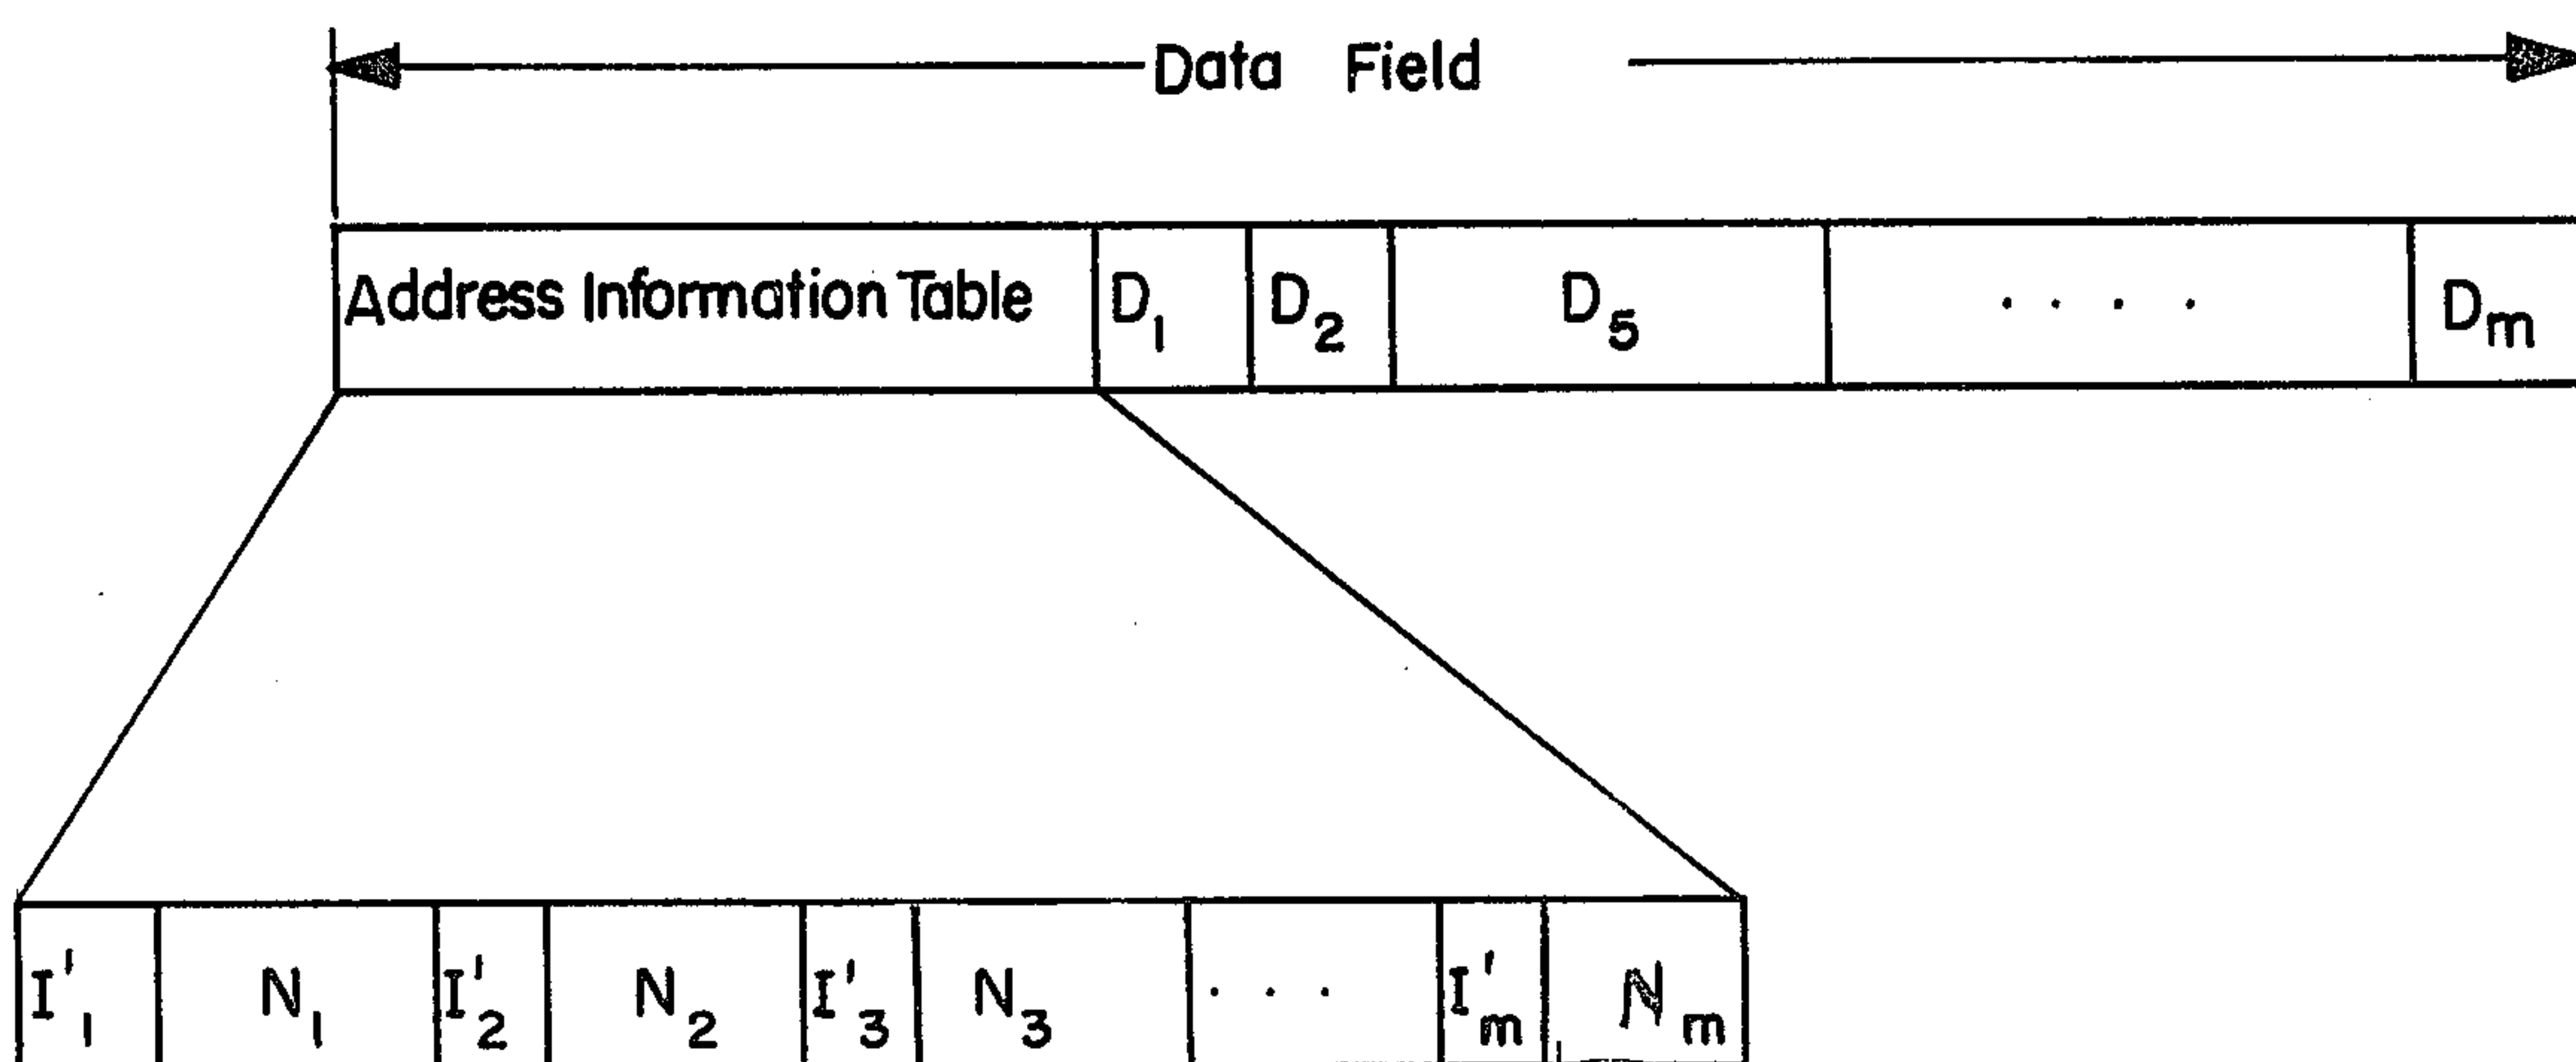 Data Field
Address Information Table D₁ D₂ D₅ . . . . Dₘ
I'₁ N₁ I'₂ N₂ I'₃ N₃ . . . I'ₘ Nₘ